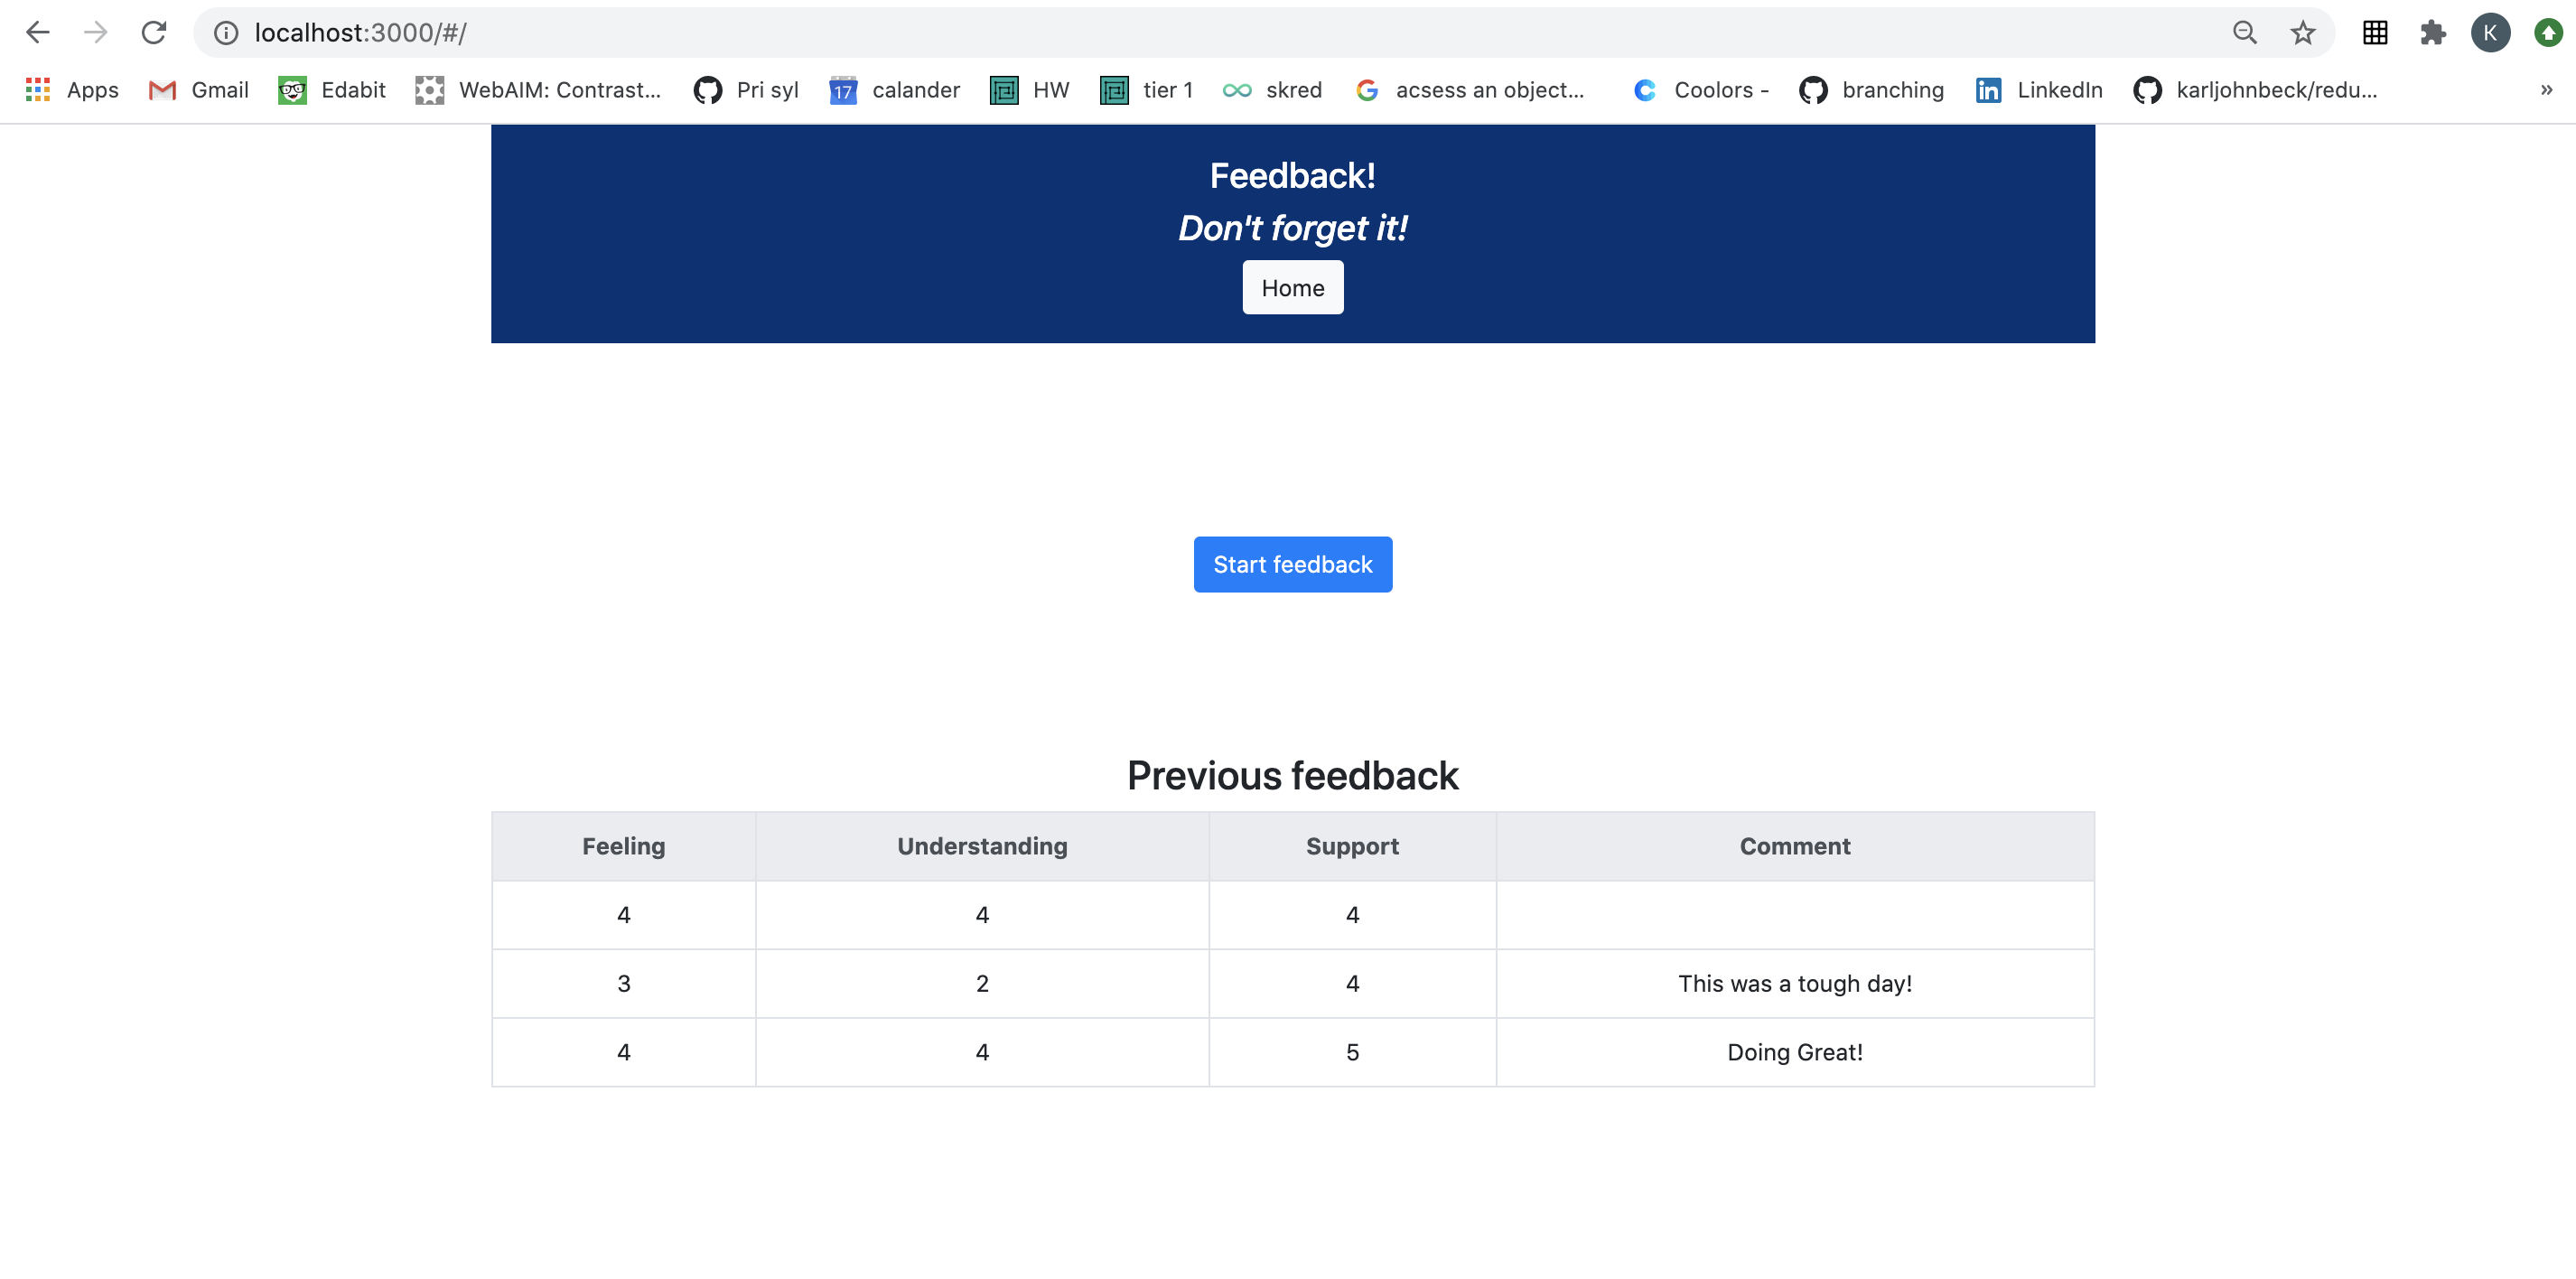 localhost:3000/#/ K
Apps Gmail Edabit WebAIM: Contrast... Pri syl 17 calander HW tier 1 skred acsess an object... Coolors - branching LinkedIn karljohnbeck/redu... »
Feedback!
Don't forget it!
Home
Start feedback
Previous feedback
Feeling Understanding Support Comment
4 4 4
3 2 4 This was a tough day!
4 4 5 Doing Great!